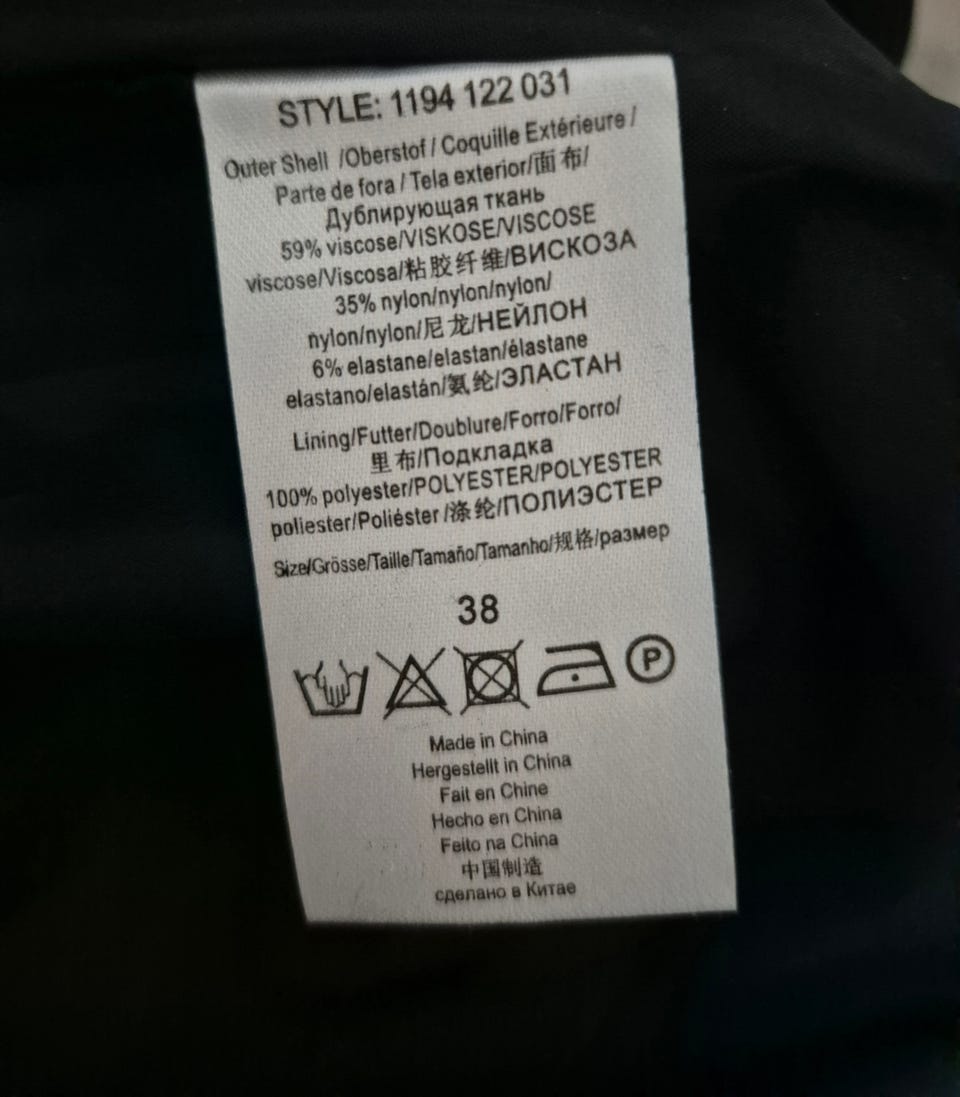 STYLE: 1194 122 031
Outer Shell /Oberstof / Coquille Extérieure /
Parte de fora / Tela exterior/面布/
Дублирующая ткань
59% viscose/VISKOSE/VISCOSE
viscose/Viscosa/粘胶纤维/ВИСКОЗА
35% nylon/nylon/nylon/
nylon/nylon/尼龙/НЕЙЛОН
6% elastane/elastan/élastane
elastano/elastán/氨纶/ЭЛАСТАН
Lining/Futter/Doublure/Forro/Forro/
里布/Подкладка
100% polyester/POLYESTER/POLYESTER
poliester/Poliéster /涤纶/ПОЛИЭСТЕР
Size/Grösse/Taille/Tamaño/Tamanho/规格/размер
38
P
Made in China
Hergestellt in China
Fait en Chine
Hecho en China
Feito na China
中国制造
сделано в Китае